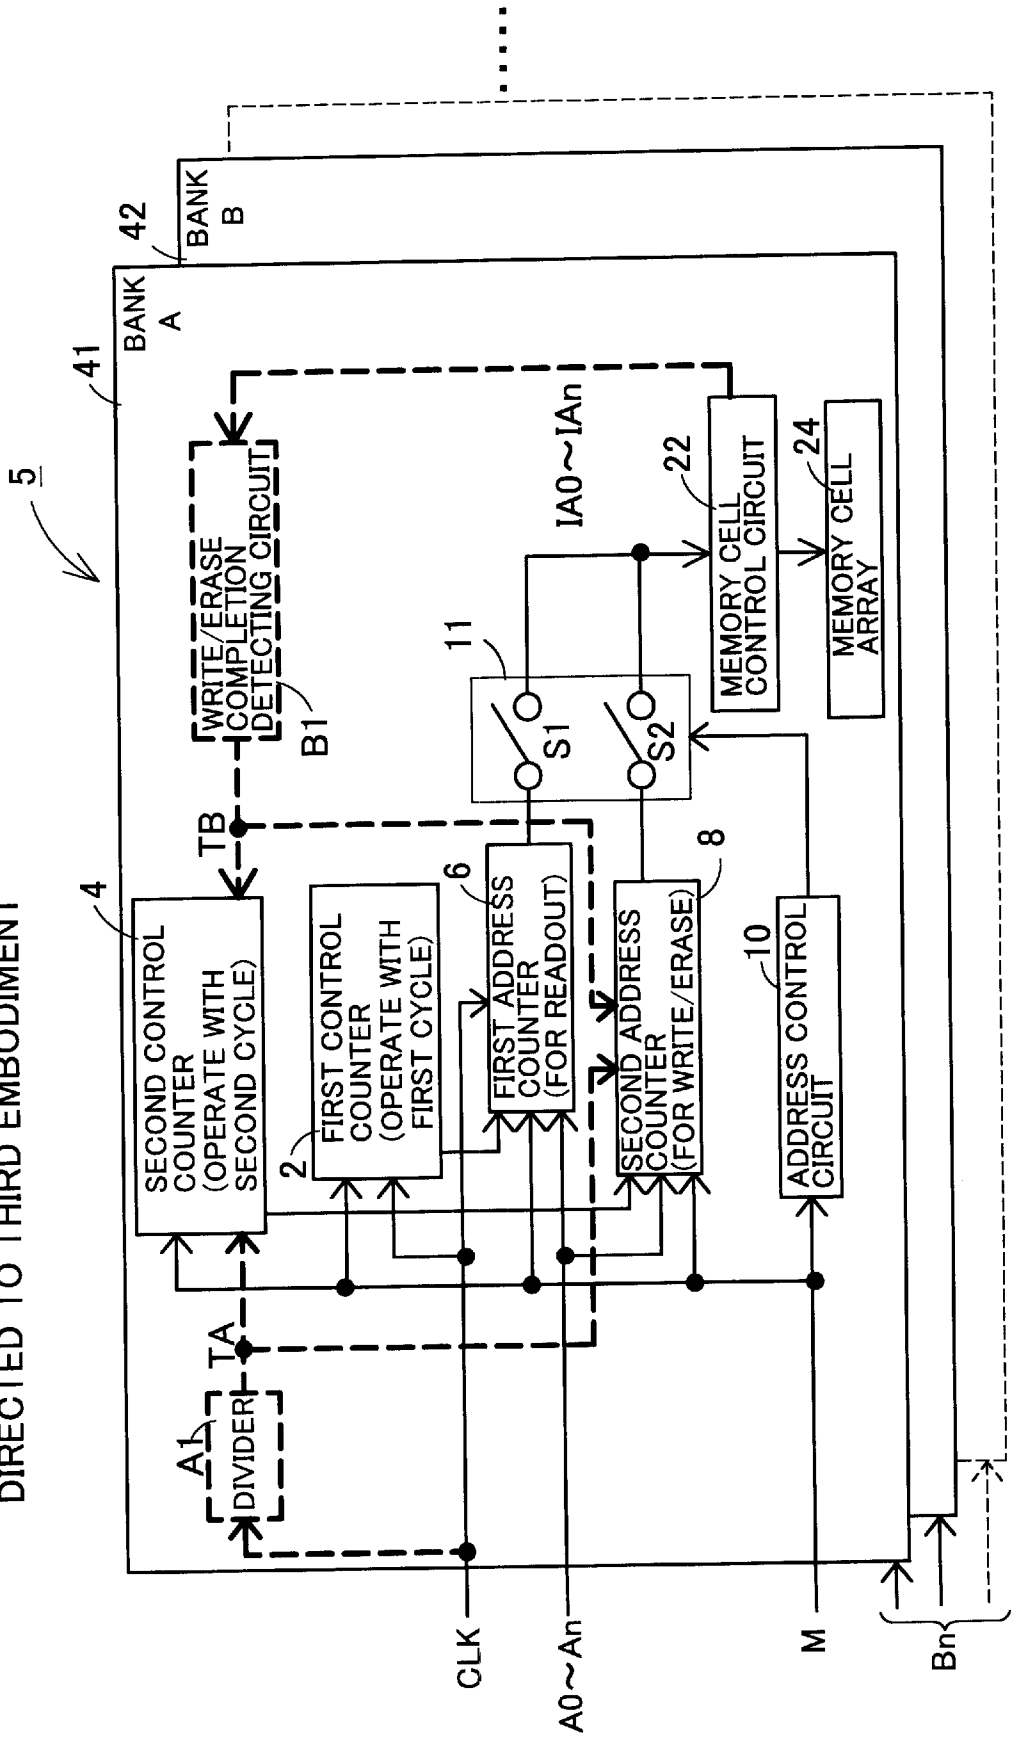 DIRECTED TO THIRD EMBODIMENT
5
41
42
BANK
A
BANK
B
4
SECOND CONTROL
COUNTER
(OPERATE WITH
SECOND CYCLE)
TB
WRITE/ERASE
COMPLETION
DETECTING CIRCUIT
B1
A1
DIVIDER
TA
2
FIRST CONTROL
COUNTER
(OPERATE WITH
FIRST CYCLE)
6
FIRST ADDRESS
COUNTER
(FOR READOUT)
11
S1
S2
IA0~IAn
8
SECOND ADDRESS
COUNTER
(FOR WRITE/ERASE)
22
MEMORY CELL
CONTROL CIRCUIT
10
ADDRESS CONTROL
CIRCUIT
24
MEMORY CELL
ARRAY
CLK
A0~An
M
Bn